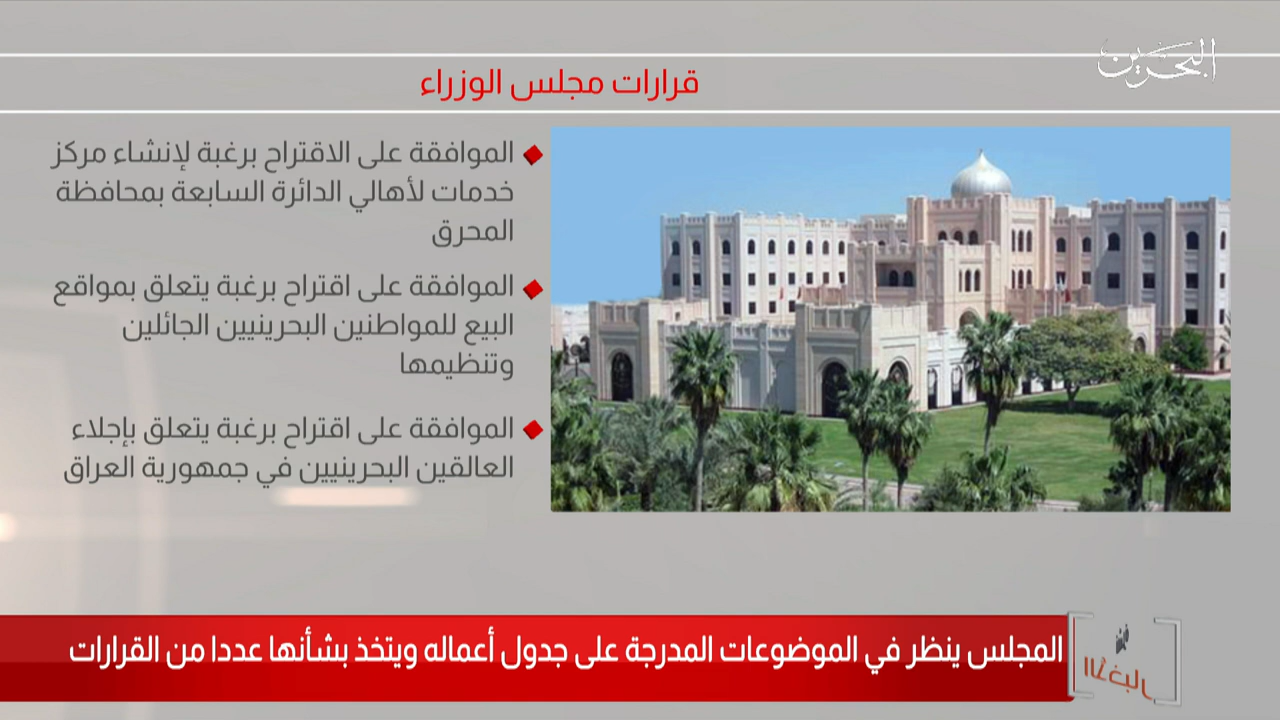 البحرين
قرارات مجلس الوزراء
الموافقة على الاقتراح برغبة لإنشاء مركز
خدمات لأهالي الدائرة السابعة بمحافظة
المحرق
الموافقة على اقتراح برغبة يتعلق بمواقع
البيع للمواطنين البحرينيين الجائلين
وتنظيمها
الموافقة على اقتراح برغبة يتعلق بإجلاء
العالقين البحرينيين في جمهورية العراق
المجلس ينظر في الموضوعات المدرجة على جدول أعماله ويتخذ بشأنها عددا من القرارات
الأخبار